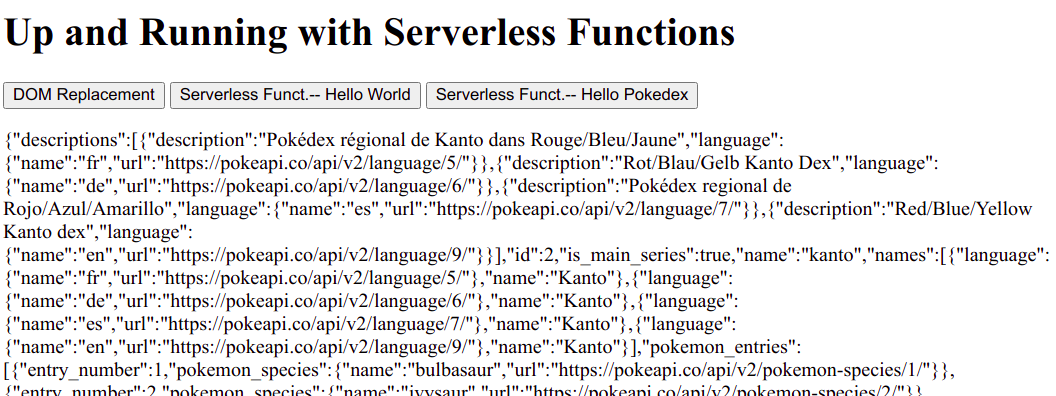 Up and Running with Serverless Functions
DOM Replacement Serverless Funct.-- Hello World Serverless Funct.-- Hello Pokedex
{"descriptions":[{"description":"Pokédex régional de Kanto dans Rouge/Bleu/Jaune","language":
{"name":"fr","url":"https://pokeapi.co/api/v2/language/5/"}},{"description":"Rot/Blau/Gelb Kanto Dex","language":
{"name":"de","url":"https://pokeapi.co/api/v2/language/6/"}},{"description":"Pokédex regional de
Rojo/Azul/Amarillo","language":{"name":"es","url":"https://pokeapi.co/api/v2/language/7/"}},{"description":"Red/Blue/Yellow
Kanto dex","language":
{"name":"en","url":"https://pokeapi.co/api/v2/language/9/"}}],"id":2,"is_main_series":true,"name":"kanto","names":[{"language":
{"name":"fr","url":"https://pokeapi.co/api/v2/language/5/"},"name":"Kanto"},{"language":
{"name":"de","url":"https://pokeapi.co/api/v2/language/6/"},"name":"Kanto"},{"language":
{"name":"es","url":"https://pokeapi.co/api/v2/language/7/"},"name":"Kanto"},{"language":
{"name":"en","url":"https://pokeapi.co/api/v2/language/9/"},"name":"Kanto"}],"pokemon_entries":
[{"entry_number":1,"pokemon_species":{"name":"bulbasaur","url":"https://pokeapi.co/api/v2/pokemon-species/1/"}},
{"entry_number":2,"pokemon_species":{"name":"ivysaur","url":"https://pokeapi.co/api/v2/pokemon-species/2/"}},